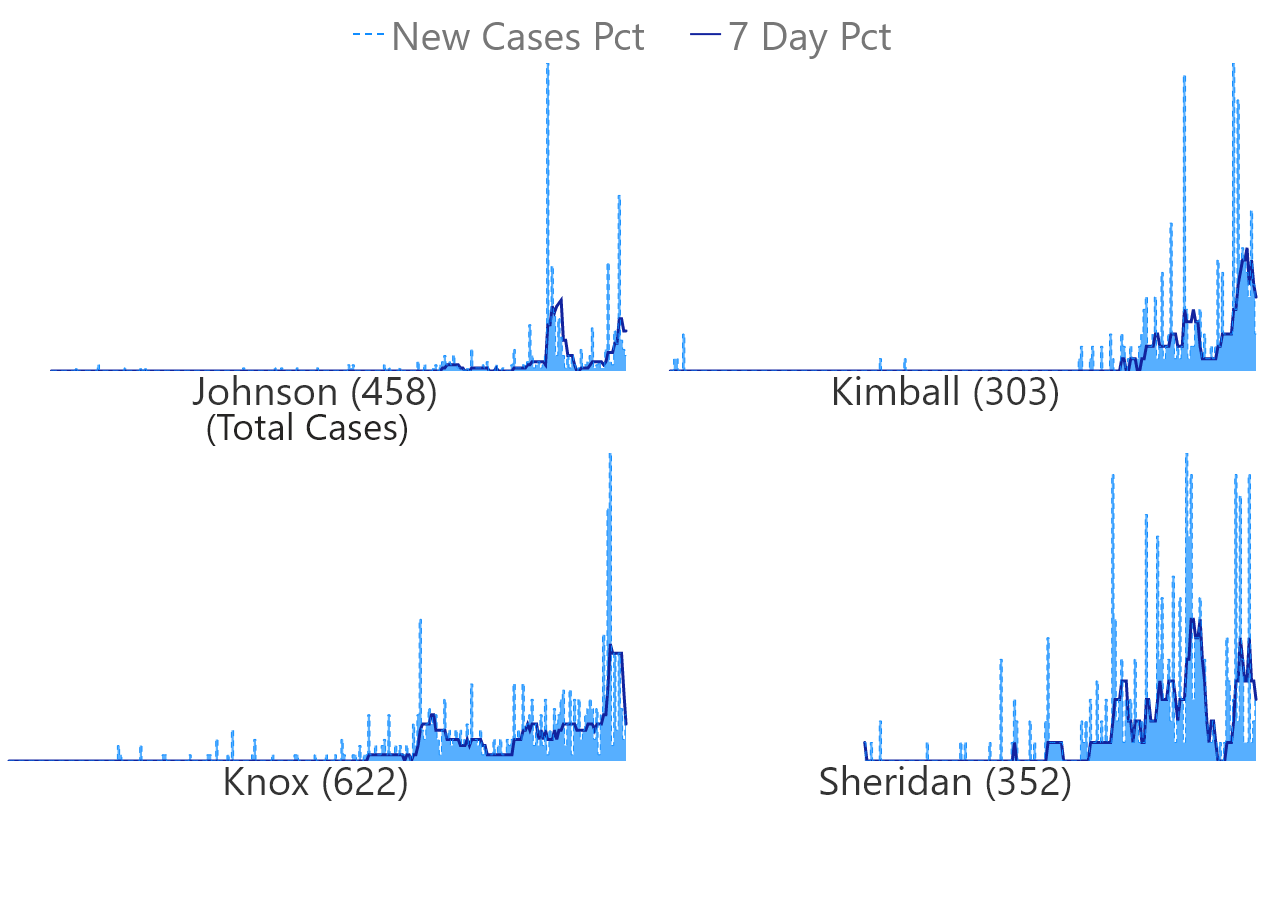 New Cases Pct 7 Day Pct
Johnson (458)
(Total Cases)
Kimball (303)
Knox (622)
Sheridan (352)